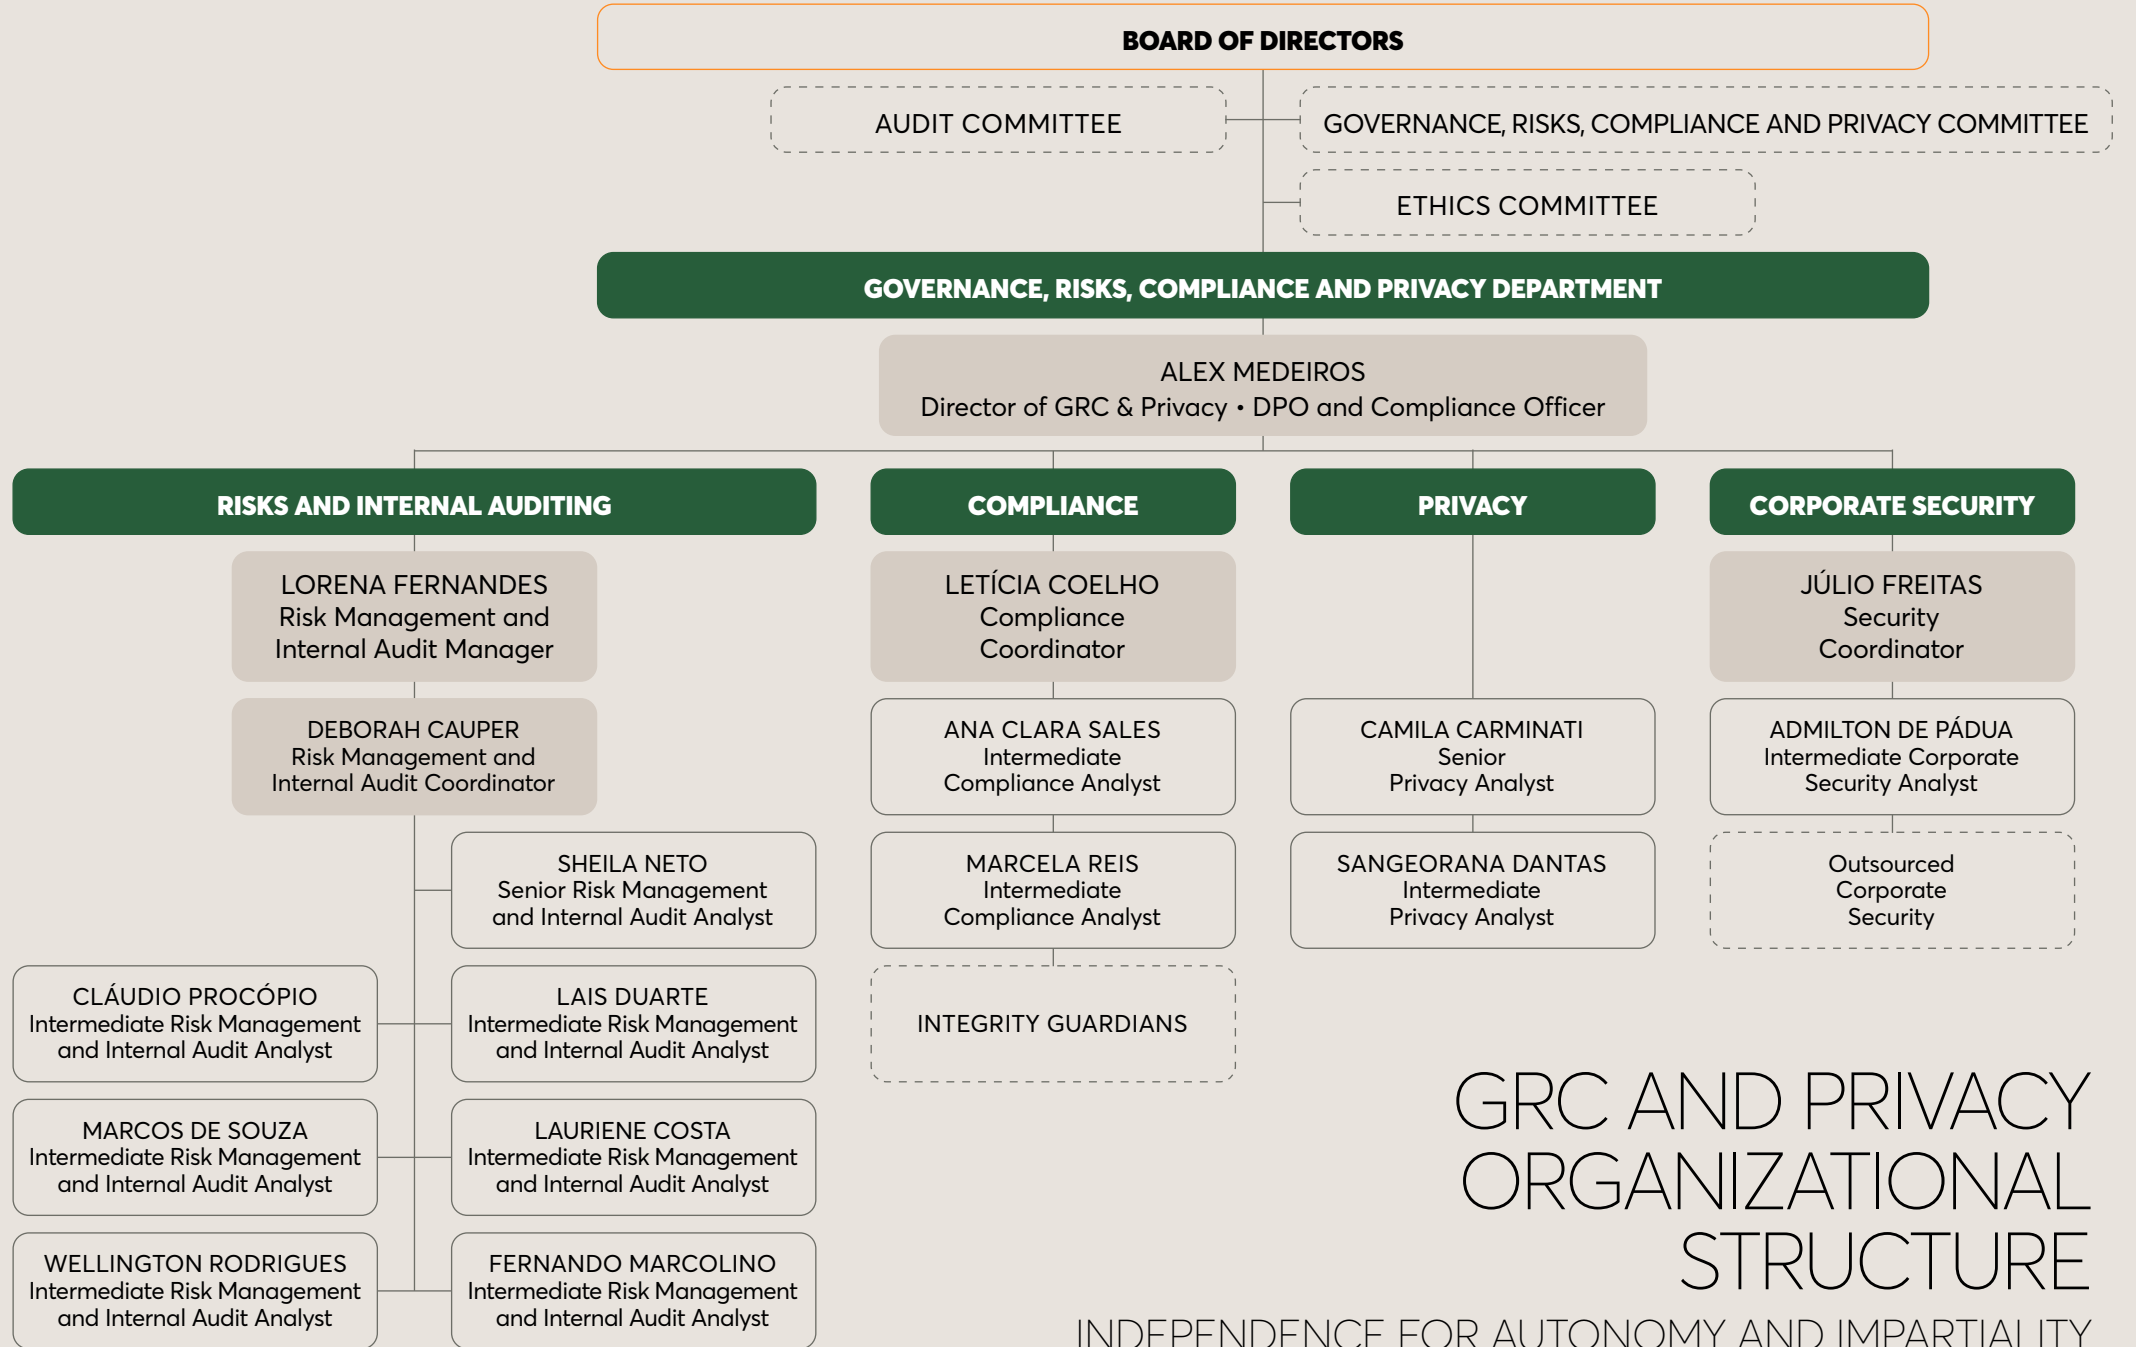 BOARD OF DIRECTORS
AUDIT COMMITTEE
GOVERNANCE, RISKS, COMPLIANCE AND PRIVACY COMMITTEE
ETHICS COMMITTEE
GOVERNANCE, RISKS, COMPLIANCE AND PRIVACY DEPARTMENT
ALEX MEDEIROS
Director of GRC & Privacy • DPO and Compliance Officer
RISKS AND INTERNAL AUDITING
LORENA FERNANDES
Risk Management and
Internal Audit Manager
DEBORAH CAUPER
Risk Management and
Internal Audit Coordinator
SHEILA NETO
Senior Risk Management
and Internal Audit Analyst
CLÁUDIO PROCÓPIO
Intermediate Risk Management
and Internal Audit Analyst
LAIS DUARTE
Intermediate Risk Management
and Internal Audit Analyst
MARCOS DE SOUZA
Intermediate Risk Management
and Internal Audit Analyst
LAURIENE COSTA
Intermediate Risk Management
and Internal Audit Analyst
WELLINGTON RODRIGUES
Intermediate Risk Management
and Internal Audit Analyst
FERNANDO MARCOLINO
Intermediate Risk Management
and Internal Audit Analyst
COMPLIANCE
LETÍCIA COELHO
Compliance
Coordinator
ANA CLARA SALES
Intermediate
Compliance Analyst
MARCELA REIS
Intermediate
Compliance Analyst
INTEGRITY GUARDIANS
PRIVACY
CAMILA CARMINATI
Senior
Privacy Analyst
SANGEORANA DANTAS
Intermediate
Privacy Analyst
CORPORATE SECURITY
JÚLIO FREITAS
Security
Coordinator
ADMILTON DE PÁDUA
Intermediate Corporate
Security Analyst
Outsourced
Corporate
Security
GRC AND PRIVACY
ORGANIZATIONAL
STRUCTURE
INDEPENDENCE FOR AUTONOMY AND IMPARTIALITY